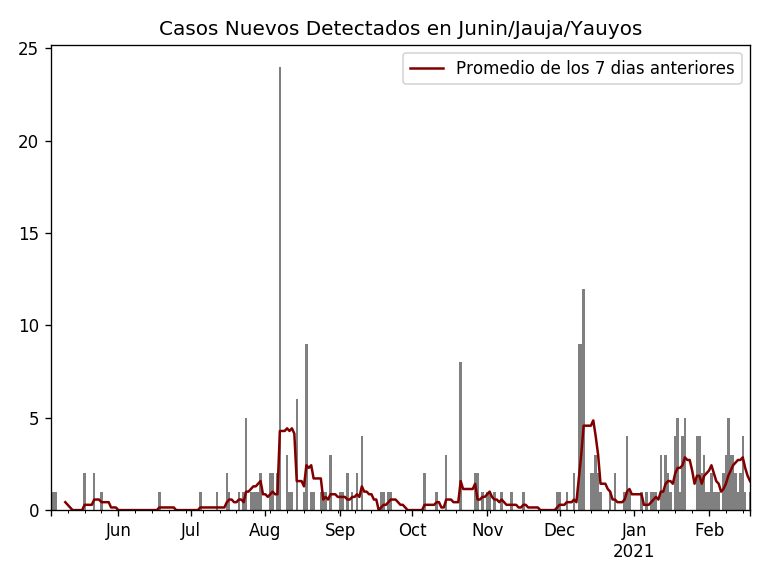 Casos Nuevos Detectados en Junin/Jauja/Yauyos
Promedio de los 7 dias anteriores
25
20
15
10
5
0
Jun Jul Aug Sep Oct Nov Dec Jan Feb
2021